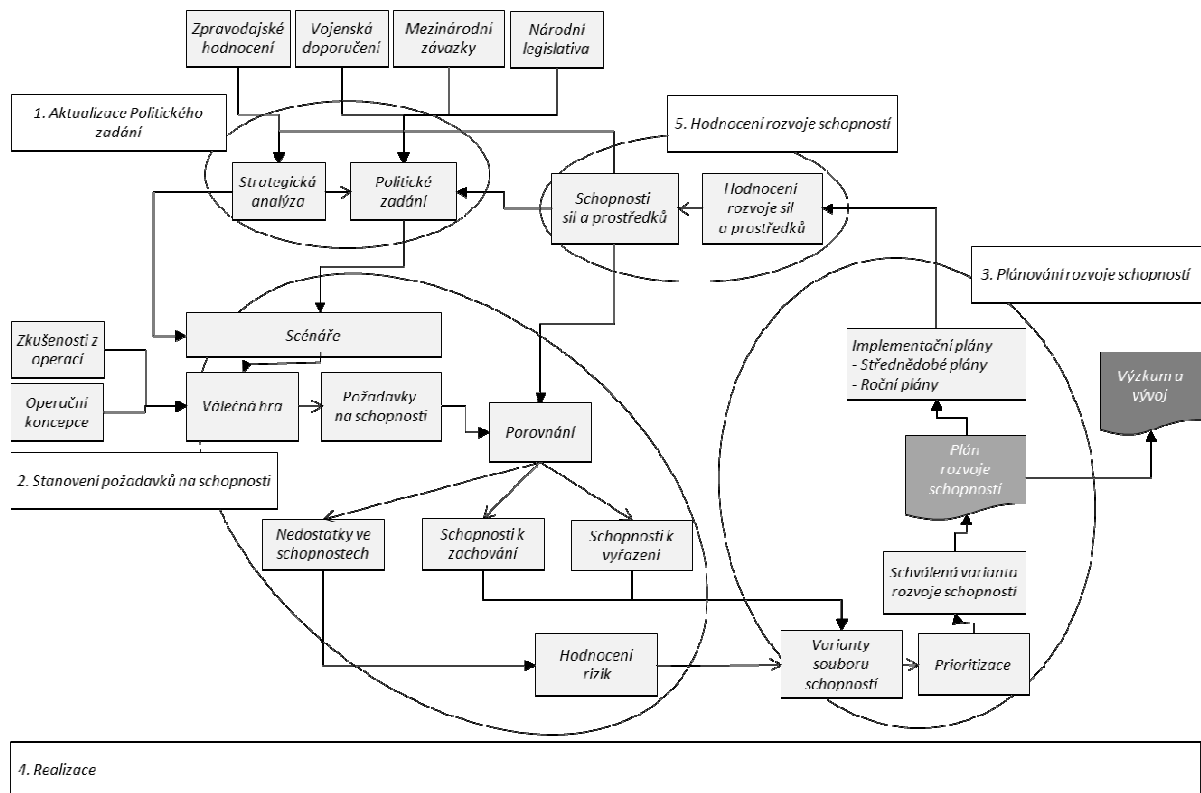 Zpravodajské
hodnocení
Vojenská
doporučení
Mezinárodní
závazky
Národní
legislativa
1. Aktualizace Politického
zadání
5. Hodnocení rozvoje schopností
Strategická
analýza
Politické
zadání
Schopnosti
sil a prostředků
Hodnocení
rozvoje sil
a prostředků
3. Plánování rozvoje schopností
Scénáře
Zkušenosti z
operací
Operační
koncepce
Válečná hra
Požadavky
na schopnosti
Porovnání
Implementační plány
- Střednědobé plány
- Roční plány
Výzkum a
vývoj
Plán
rozvoje
schopností
2. Stanovení požadavků na schopnosti
Nedostatky ve
schopnostech
Schopnosti k
zachování
Schopnosti k
vyřazení
Schválená varianta
rozvoje schopností
Hodnocení
rizik
Varianty
souboru
schopností
Prioritizace
4. Realizace